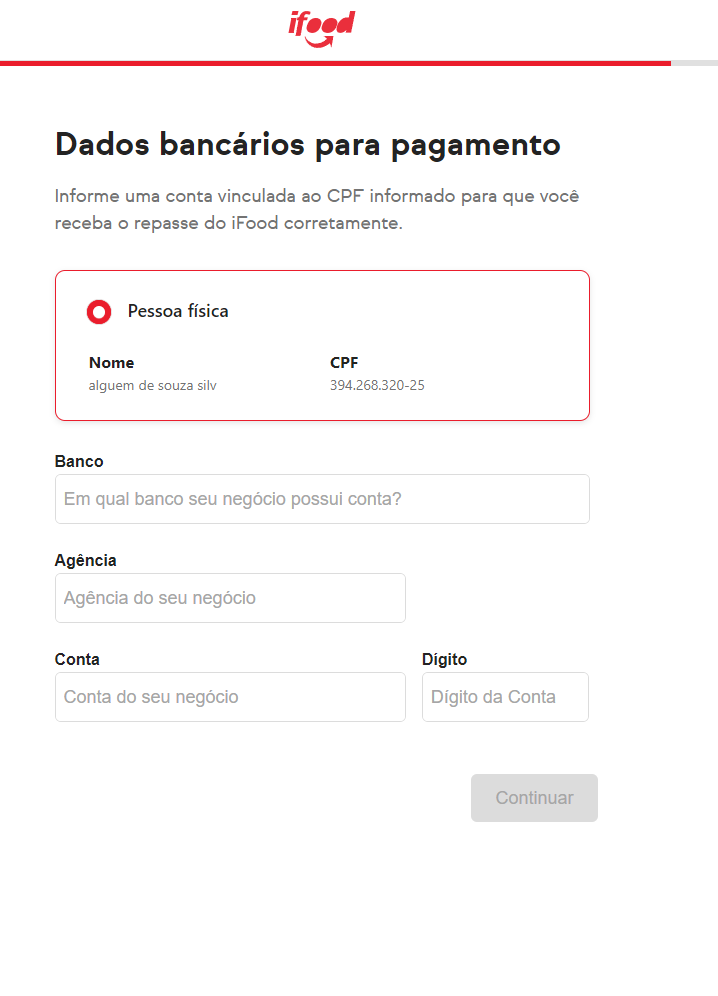 ifood
Dados bancários para pagamento
Informe uma conta vinculada ao CPF informado para que você
receba o repasse do iFood corretamente.
Pessoa física
Nome
CPF
alguem de souza silv
394.268.320-25
Banco
Em qual banco seu negócio possui conta?
Agência
Agência do seu negócio
Conta
Dígito
Conta do seu negócio
Dígito da Conta
Continuar